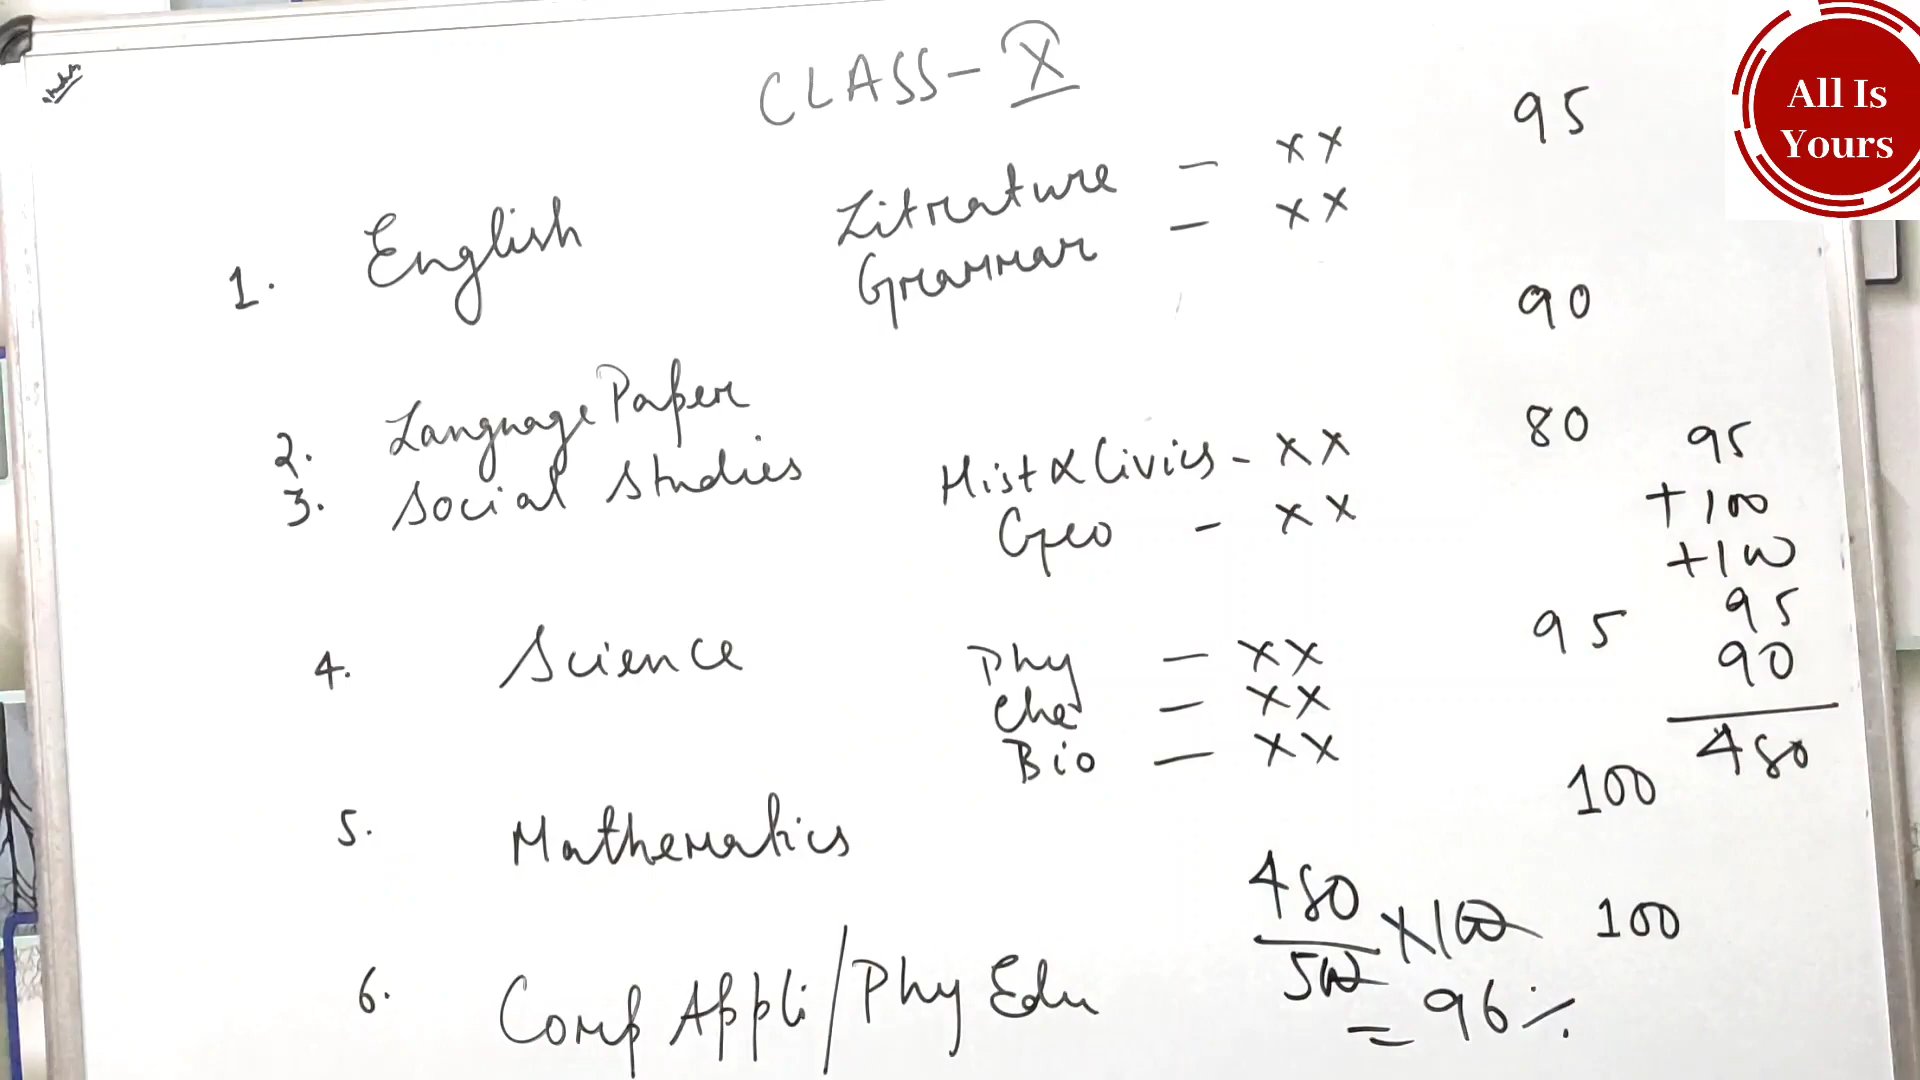 CLASS - X
All Is
Yours
95
1. English Litrature - xx
Grammar - xx
90
2. Language Paper
80
3. Social Studies Hist & Civics - xx
Geo - xx
95
+100
+100
95
90
480
4. Science Phy - xx
Che - xx
Bio - xx
95
5. Mathematics
100
480/500 x 100
= 96%
6. Comp Appli/Phy Edu
100